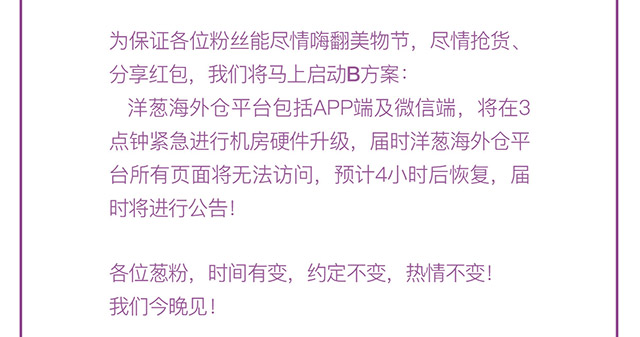 为保证各位粉丝能尽情嗨翻美物节，尽情抢货、
分享红包，我们将马上启动B方案：
洋葱海外仓平台包括APP端及微信端，将在3
点钟紧急进行机房硬件升级，届时洋葱海外仓平
台所有页面将无法访问，预计4小时后恢复，届
时将进行公告！
各位葱粉，时间有变，约定不变，热情不变！
我们今晚见！